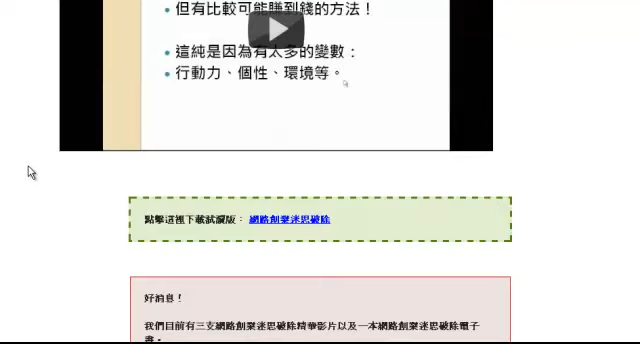 但有比較可能賺到錢的方法！
這純是因為有太多的變數：
行動力、個性、環境等。
點擊這裡下載試讀版： 網路創業迷思破除
好消息！
我們目前有三支網路創業迷思破除精華影片以及一本網路創業迷思破除電子
書。